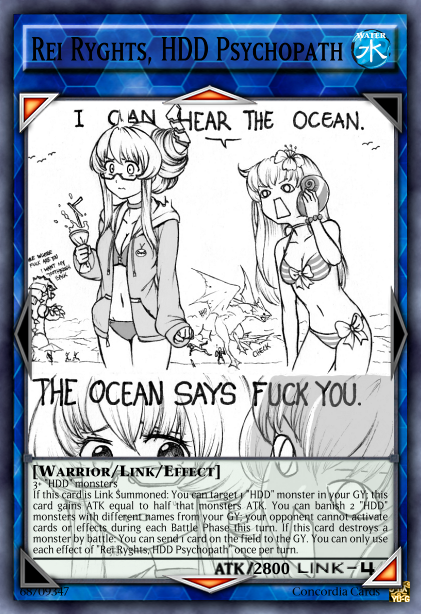 Rei Ryghts, HDD Psychopath
WATER
水
I CAN HEAR THE OCEAN.
CHECK
THE OCEAN SAYS FUCK YOU.
[Warrior/Link/Effect]
3+ "HDD" monsters
If this card is Link Summoned: You can target 1 "HDD" monster in your GY; this
card gains ATK equal to half that monsters ATK. You can banish 2 "HDD"
monsters with different names from your GY; your opponent cannot activate
cards or effects during each Battle Phase this turn. If this card destroys a
monster by battle: You can send 1 card on the field to the GY. You can only use
each effect of "Rei Ryghts, HDD Psychopath" once per turn.
ATK/2800 LINK-4
68/09347 Concordia Cards